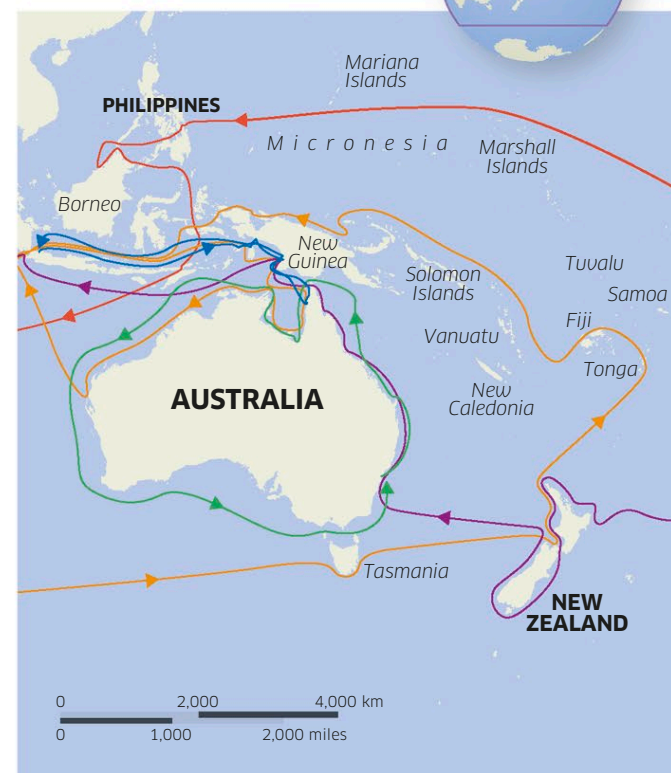 Mariana
Islands
PHILIPPINES
Micronesia
Marshall
Islands
Borneo
New
Guinea
Solomon
Islands
Tuvalu
Samoa
Fiji
Vanuatu
Tonga
New
Caledonia
AUSTRALIA
Tasmania
NEW
ZEALAND
0 2,000 4,000 km
0 1,000 2,000 miles